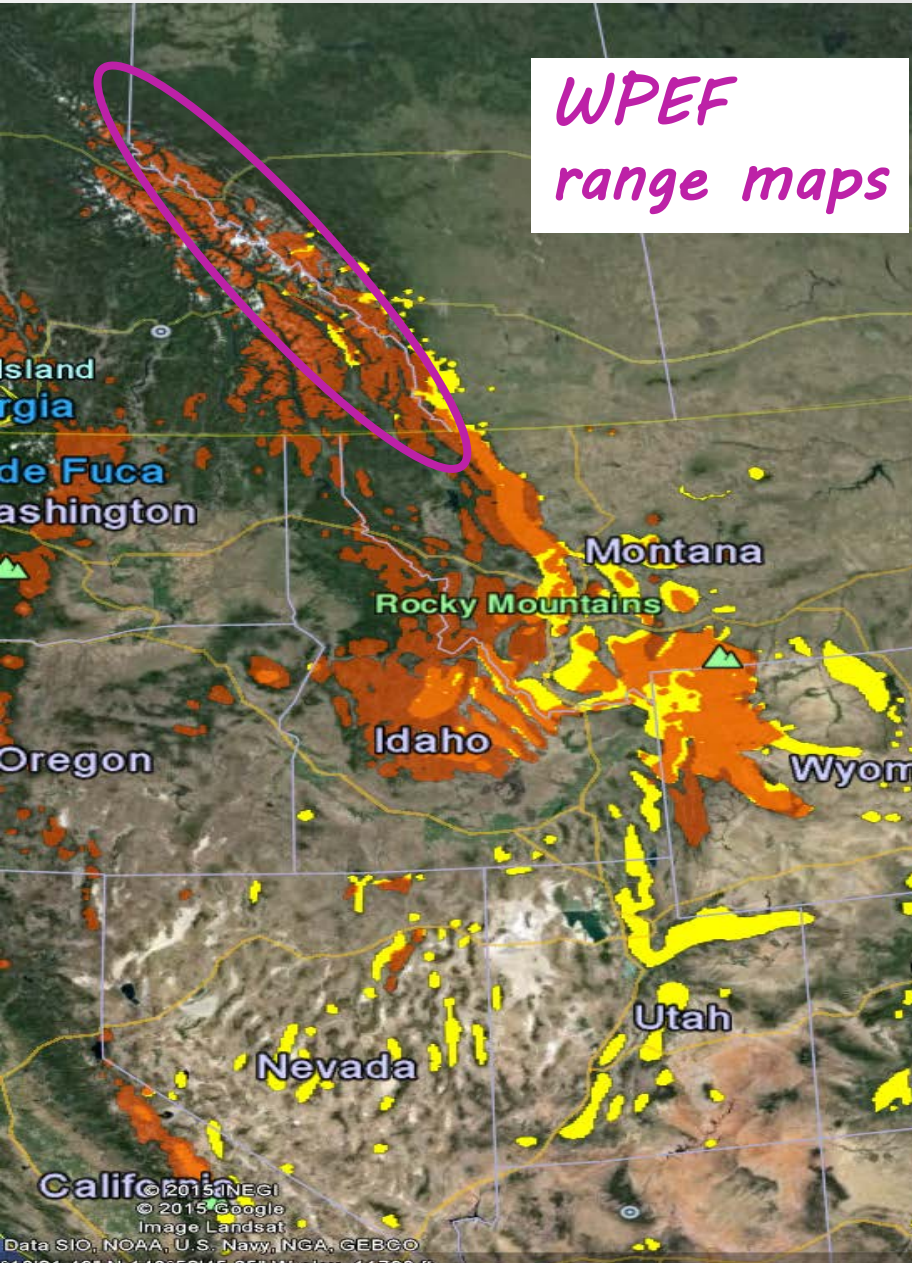 WPEF
range maps
Island
rgia
de Fuca
ashington
Montana
Rocky Mountains
Idaho
Oregon
Wyom
Utah
Nevada
California
© 2015 INEGI
© 2015 Google
Image Landsat
Data SIO, NOAA, U.S. Navy, NGA, GEBCO